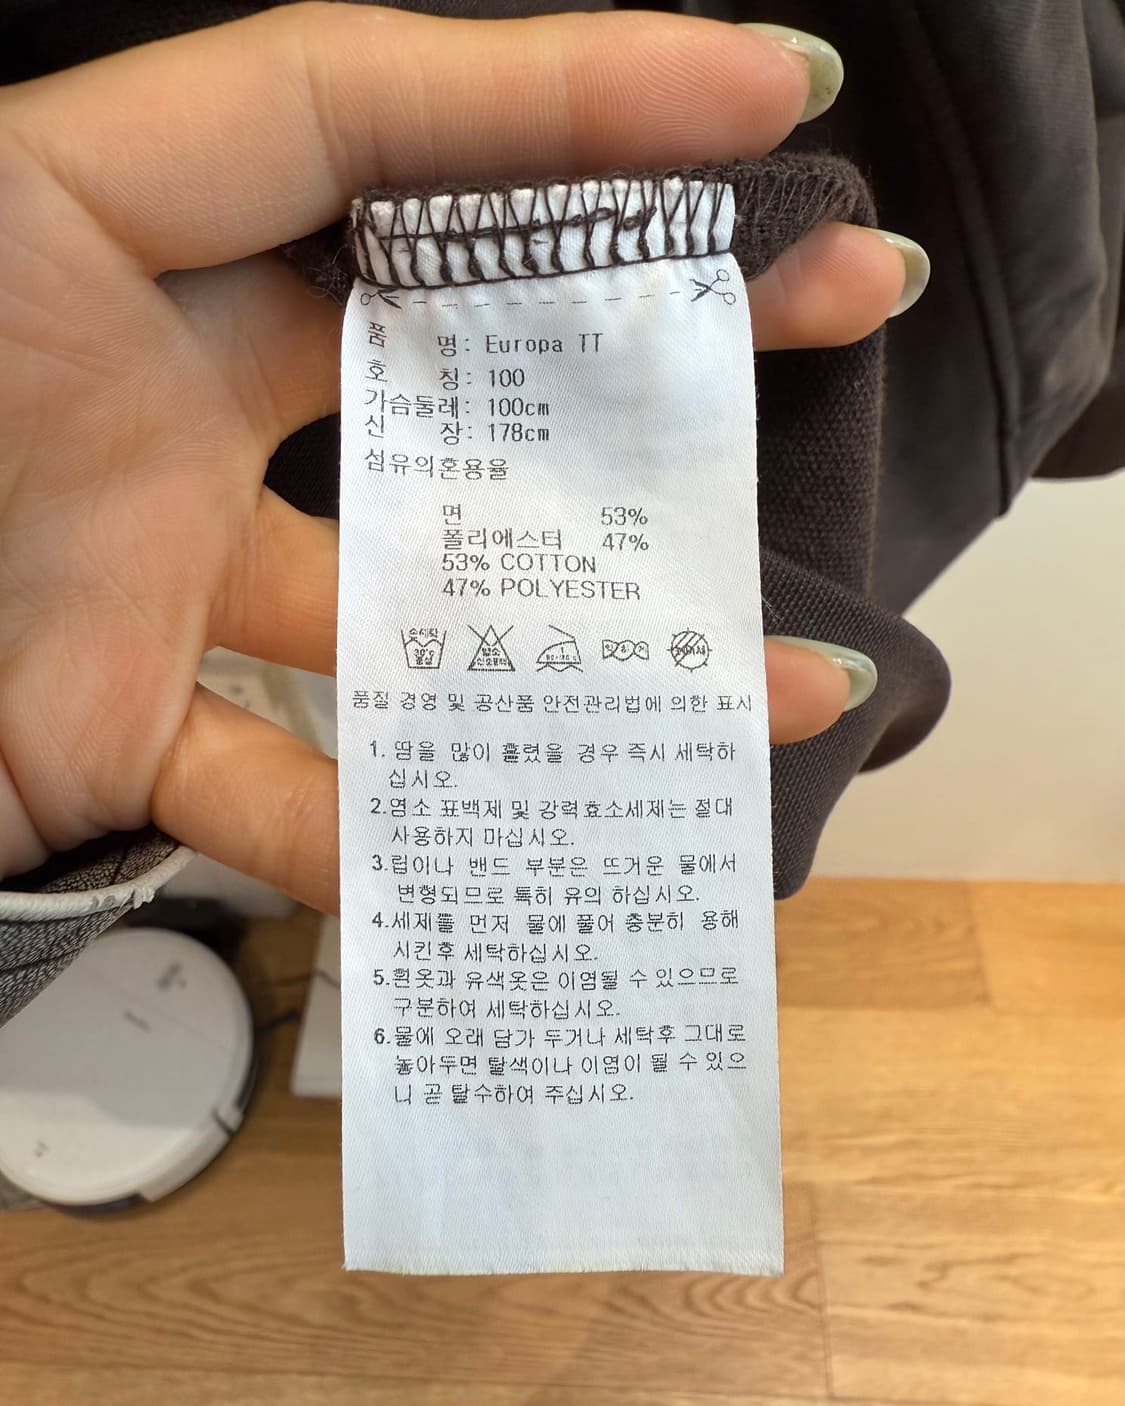 품 명: Europa TT
호 칭: 100
가슴둘레: 100cm
신 장: 178cm
섬유의혼용율
면 53%
폴리에스터 47%
53% COTTON
47% POLYESTER
품질 경영 및 공산품 안전관리법에 의한 표시
1. 땀을 많이 흘렸을 경우 즉시 세탁하
십시오.
2.염소 표백제 및 강력효소세제는 절대
사용하지 마십시오.
3.립이나 밴드 부분은 뜨거운 물에서
변형되므로 특히 유의 하십시오.
4.세제를 먼저 물에 풀어 충분히 용해
시킨후 세탁하십시오.
5.흰옷과 유색옷은 이염될 수 있으므로
구분하여 세탁하십시오.
6.물에 오래 담가 두거나 세탁후 그대로
놓아두면 탈색이나 이염이 될 수 있으
니 곧 탈수하여 주십시오.